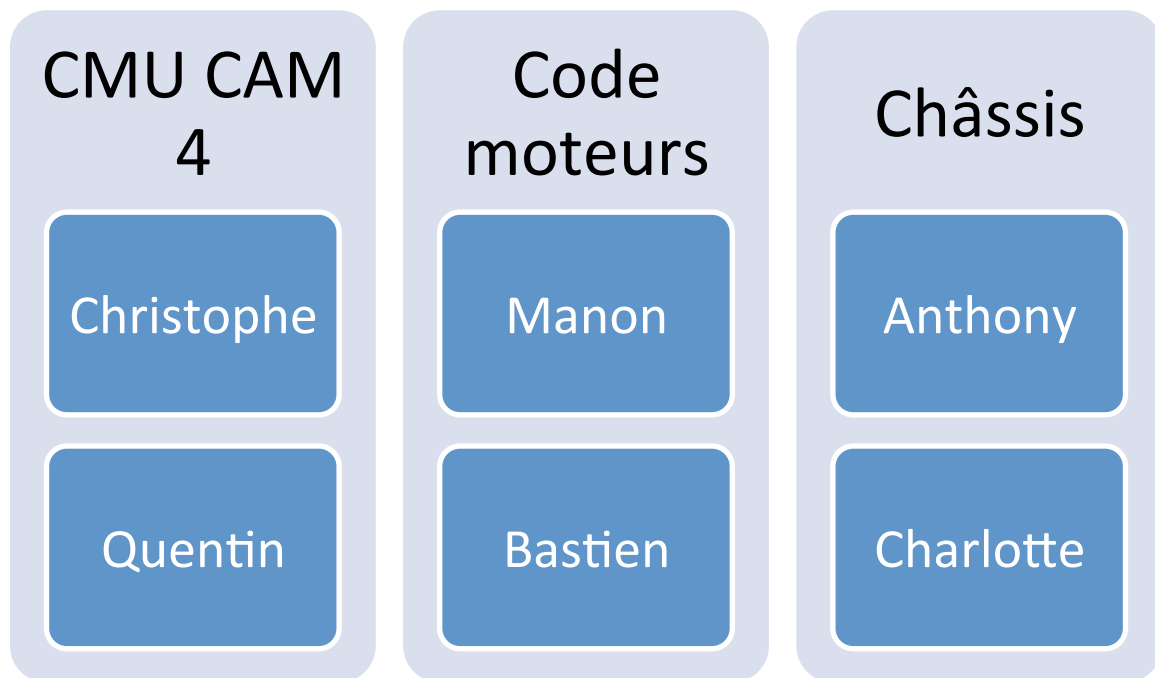 CMU CAM
4
Christophe
Quentin
Code
moteurs
Manon
Bastien
Châssis
Anthony
Charlotte